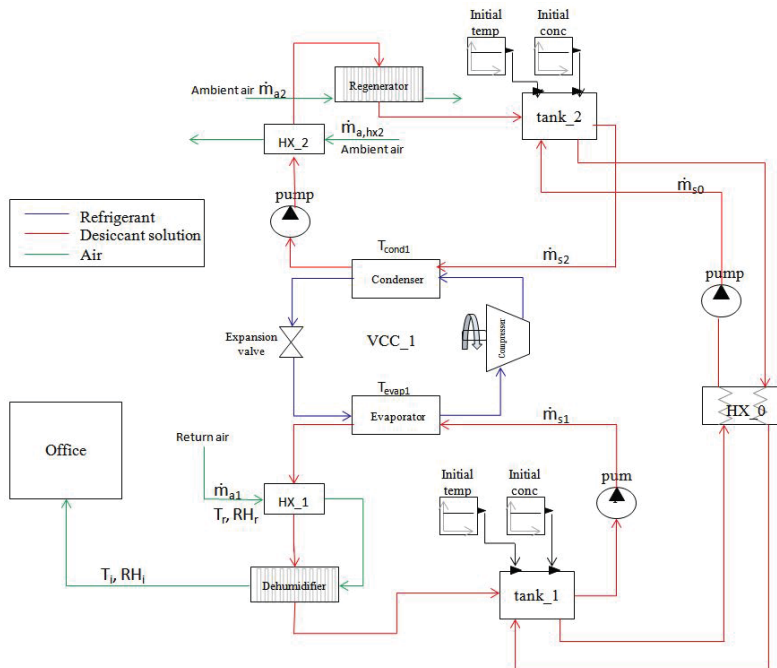 Initial
temp
Initial
conc
Ambient air ṁa2
Regenerator
tank_2
HX_2
ṁa,hx2
Ambient air
pump
ṁs0
Refrigerant
Desiccant solution
Air
Tcond1
ṁs2
pump
Condenser
Expansion
valve
VCC_1
Compresser
Tevap1
Evaporator
HX_0
Office
Return air
ṁs1
Initial
temp
Initial
conc
pum
p
ṁa1
HX_1
Tr, RHr
Ti, RHi
Dehumidifier
tank_1